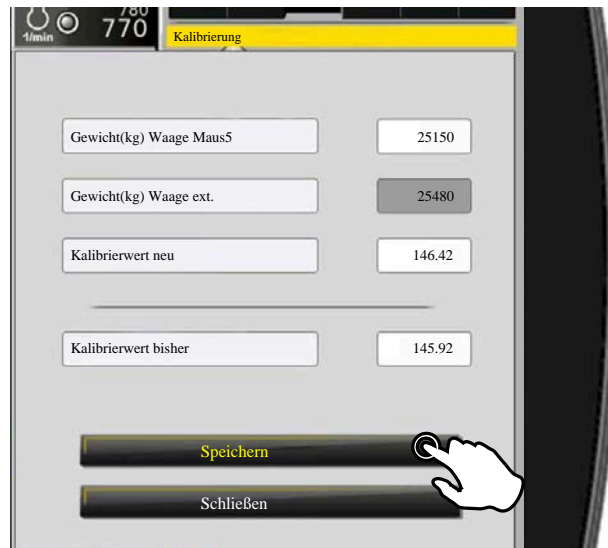 780
1/min 770
Kalibrierung
Gewicht(kg) Waage Maus5 25150
Gewicht(kg) Waage ext. 25480
Kalibrierwert neu 146.42
Kalibrierwert bisher 145.92
Speichern
Schließen